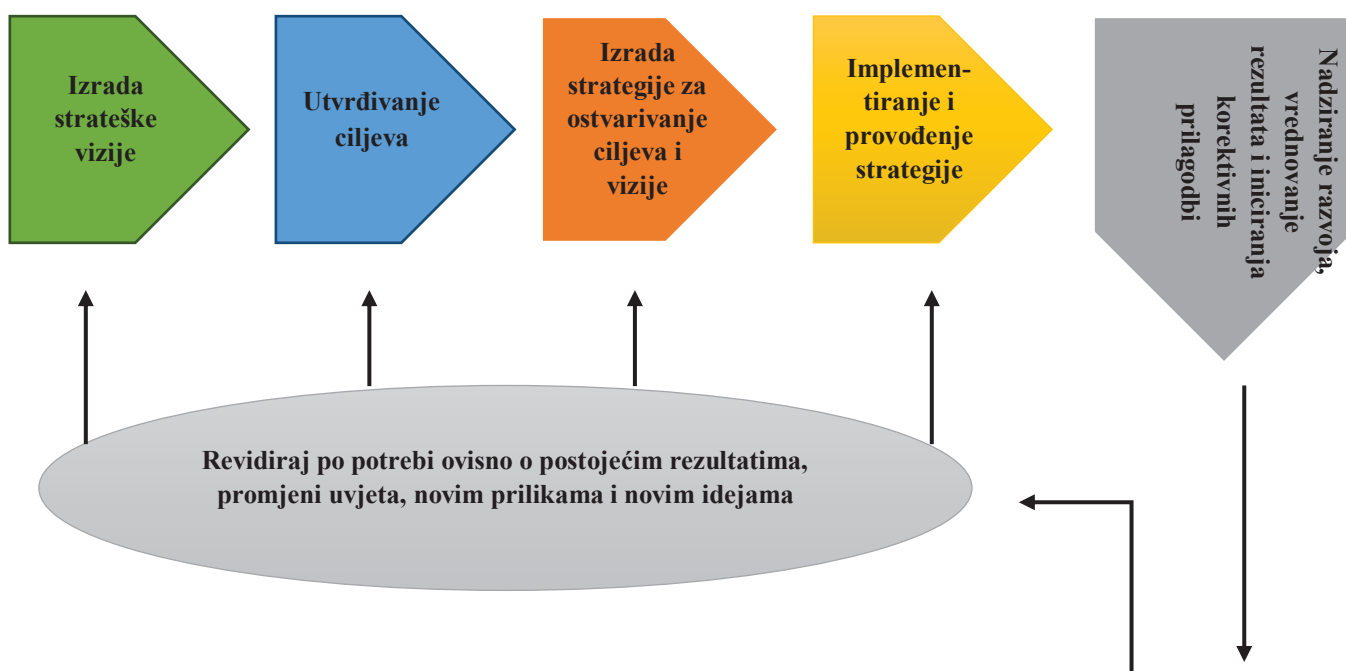 Izrada
strateške
vizije
Utvrđivanje
ciljeva
Izrada
strategije za
ostvarivanje
ciljeva i
vizije
Implemen-
tiranje i
provođenje
strategije
Nadziranje razvoja,
vrednovanje
rezultata i iniciranja
korektivnih
prilagodbi
Revidiraj po potrebi ovisno o postojećim rezultatima,
promjeni uvjeta, novim prilikama i novim idejama